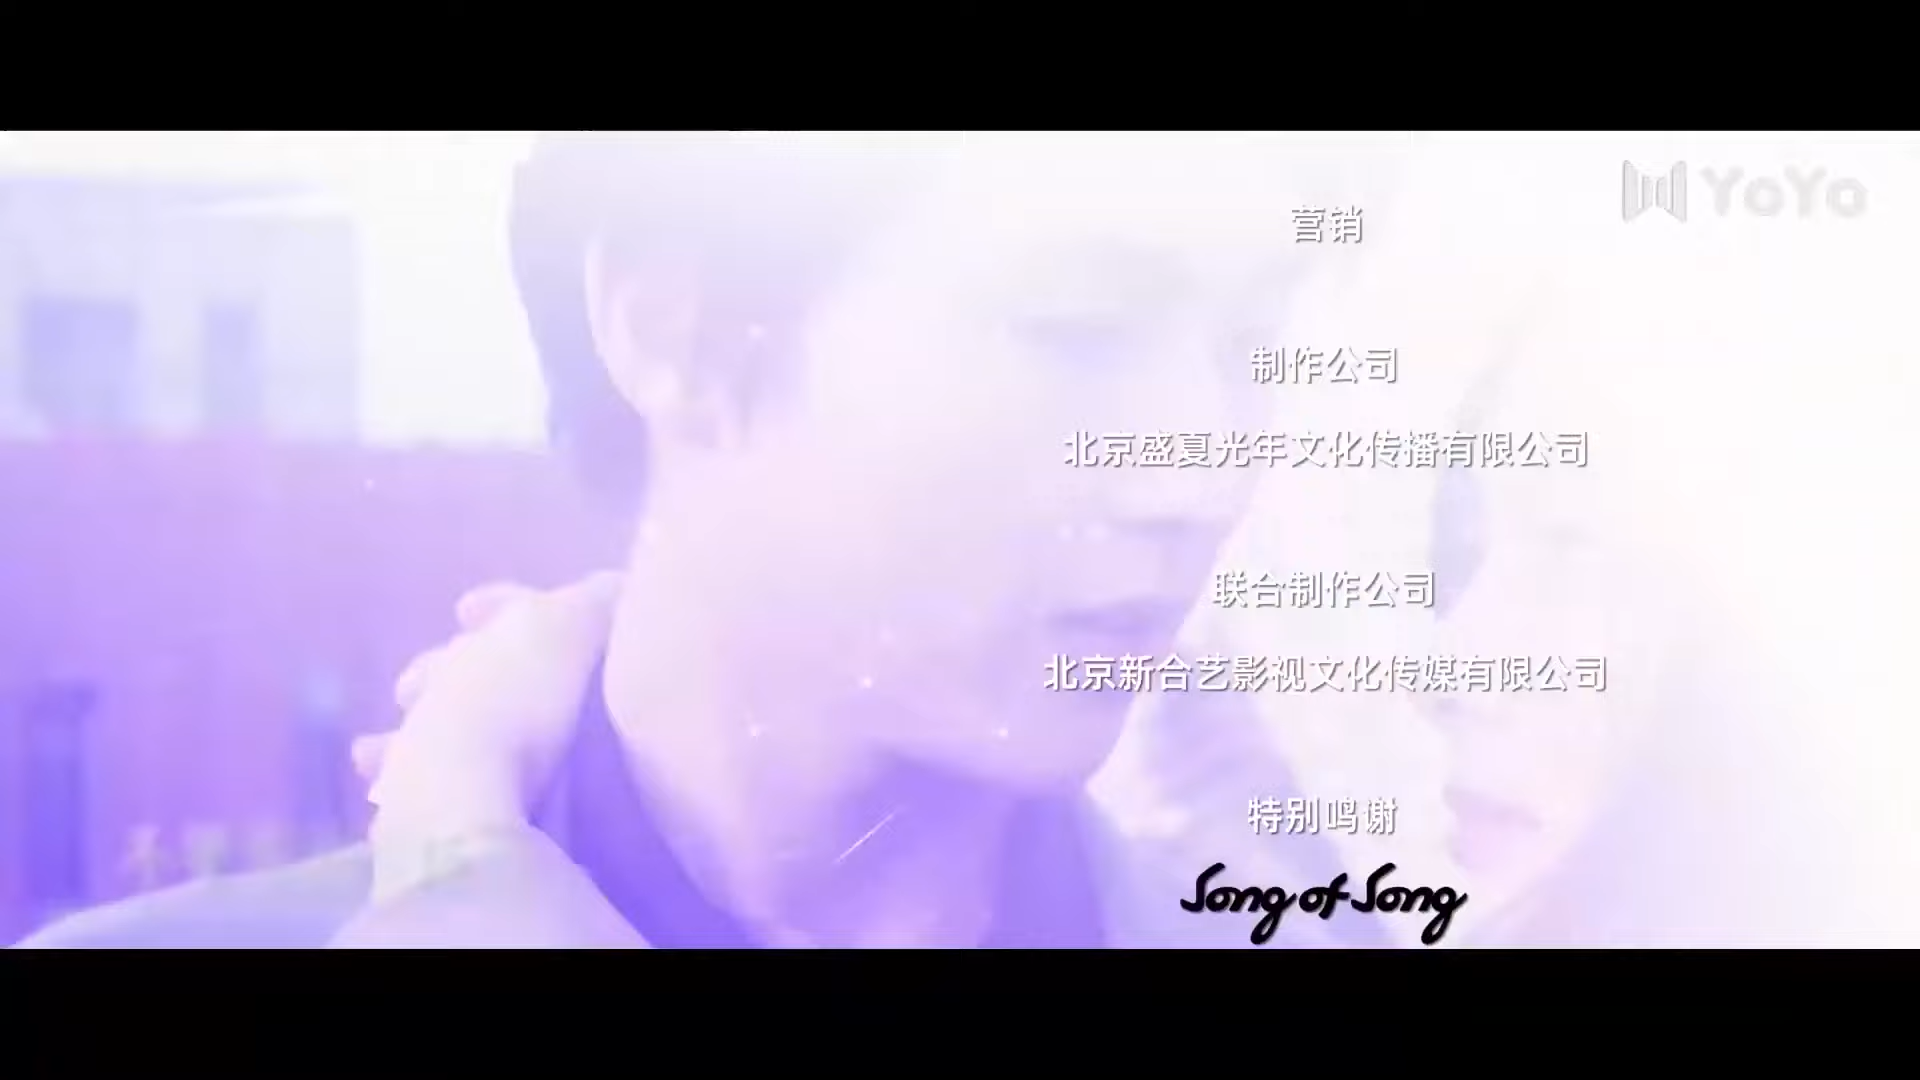 YoYo
营销
制作公司
北京盛夏光年文化传播有限公司
联合制作公司
北京新合艺影视文化传媒有限公司
特别鸣谢
Song of Song